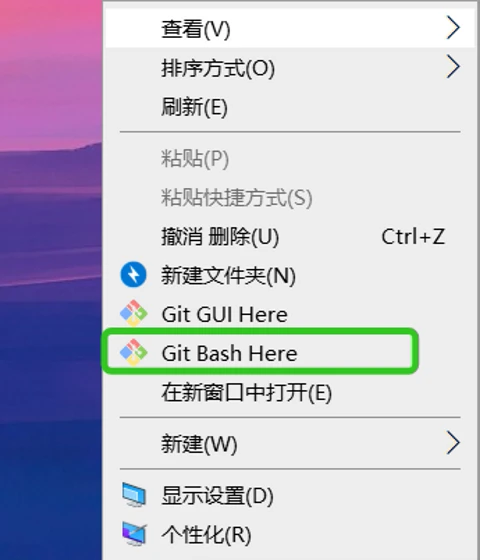 查看(V)
排序方式(O)
刷新(E)
粘贴(P)
粘贴快捷方式(S)
撤消 删除(U) Ctrl+Z
新建文件夹(N)
Git GUI Here
Git Bash Here
在新窗口中打开(E)
新建(W)
显示设置(D)
个性化(R)